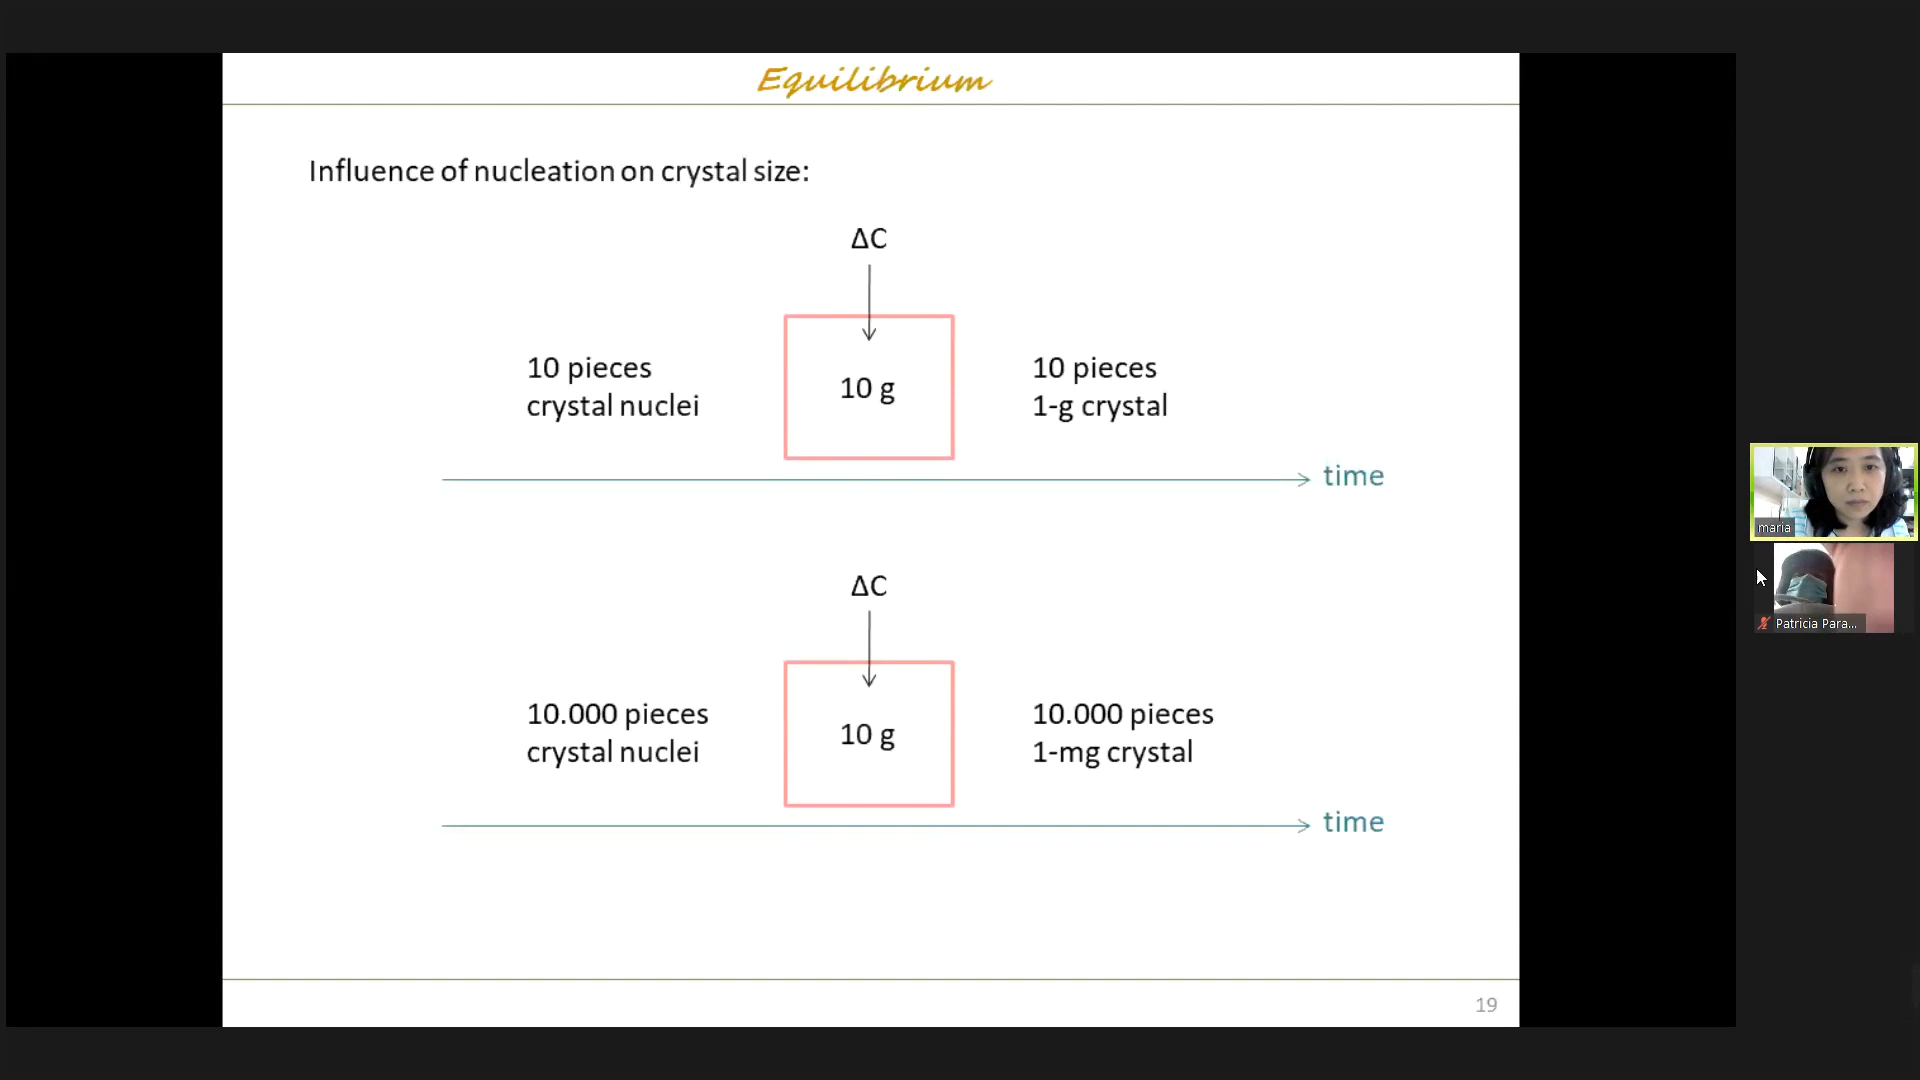 Equilibrium
Influence of nucleation on crystal size:
ΔC
10 pieces
crystal nuclei
10 g
10 pieces
1-g crystal
time
ΔC
10.000 pieces
crystal nuclei
10 g
10.000 pieces
1-mg crystal
time
19
maria
Patricia Para...